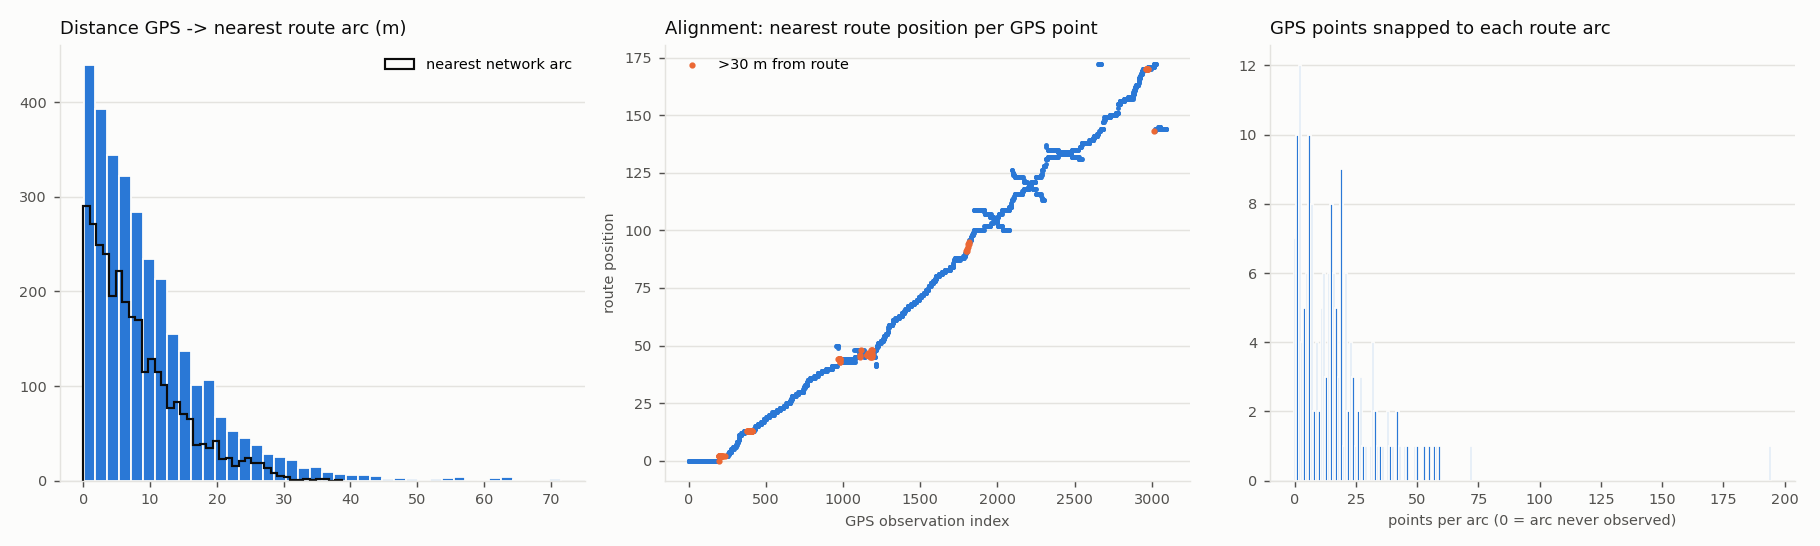 Distance GPS -> nearest route arc (m)
nearest network arc
400
300
200
100
0
0 10 20 30 40 50 60 70
Alignment: nearest route position per GPS point
>30 m from route
route position
175
150
125
100
75
50
25
0
0 500 1000 1500 2000 2500 3000
GPS observation index
GPS points snapped to each route arc
12
10
8
6
4
2
0
0 25 50 75 100 125 150 175 200
points per arc (0 = arc never observed)